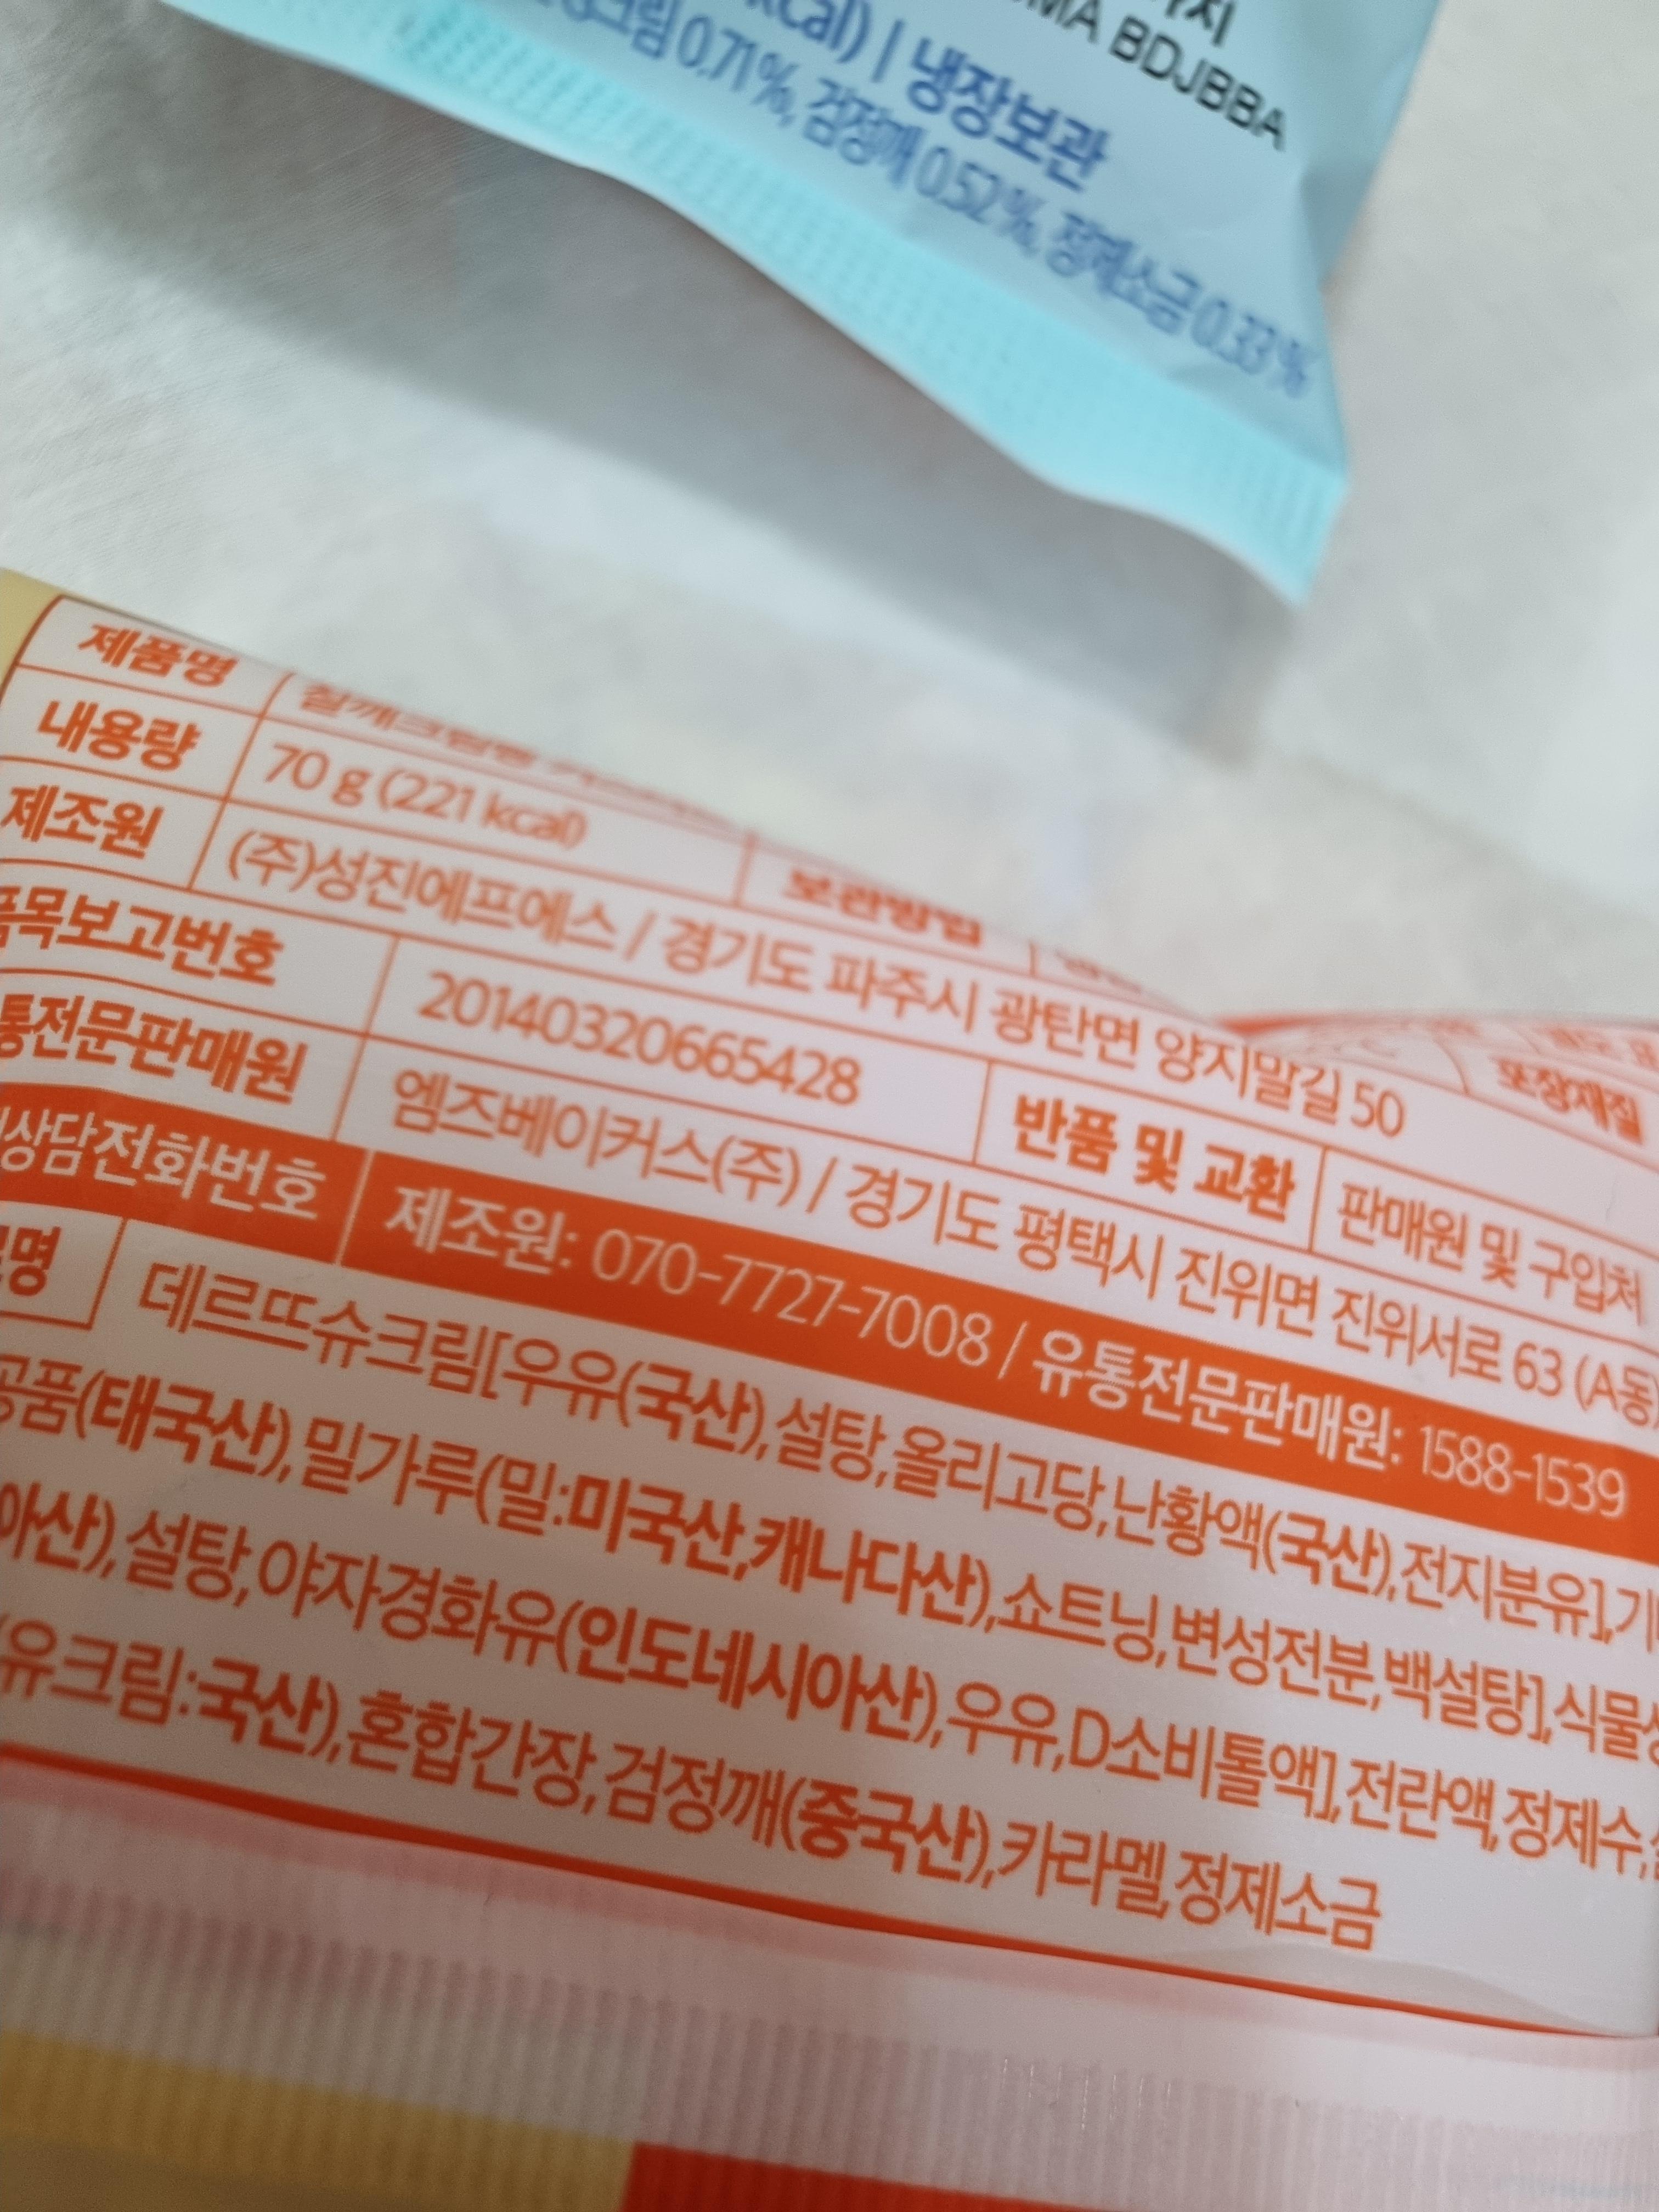 BDJBBA
kcal) | 냉장보관
크림 0.71%, 검정깨 0.52%, 정제소금 0.33%
제품명
내용량 70 g (221 kcal) 보관방법
제조원 (주)성진에프에스 / 경기도 파주시 광탄면 양지말길 50 포장재질
품목보고번호 20140320665428 반품 및 교환 판매원 및 구입처
통전문판매원 엠즈베이커스(주) / 경기도 평택시 진위면 진위서로 63 (A동)
상담전화번호 제조원: 070-7727-7008 / 유통전문판매원: 1588-1539
명 데르뜨슈크림[우유(국산),설탕,올리고당,난황액(국산),전지분유],기
공품(태국산),밀가루(밀:미국산,캐나다산),쇼트닝,변성전분,백설탕],식물성
아산),설탕,야자경화유(인도네시아산),우유,D소비톨액],전란액,정제수,
(유크림:국산),혼합간장,검정깨(중국산),카라멜,정제소금